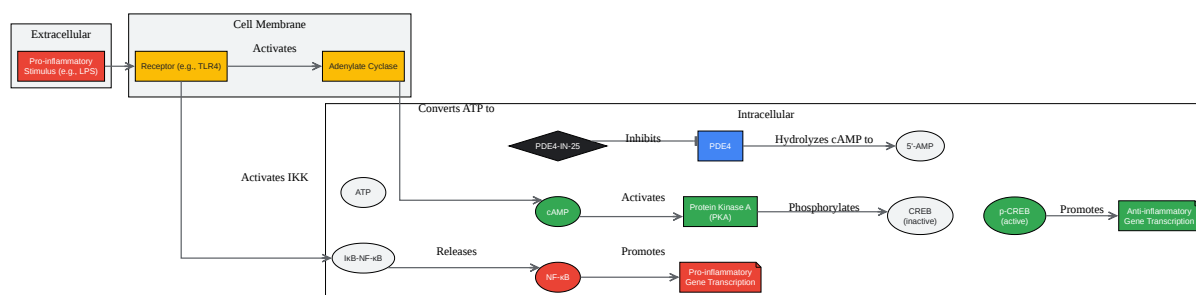 Extracellular
Cell Membrane
Pro-inflammatory
Stimulus (e.g., LPS)
Receptor (e.g., TLR4)
Activates
Adenylate Cyclase
Converts ATP to
Intracellular
PDE4-IN-25
Inhibits
PDE4
Hydrolyzes cAMP to
5'-AMP
Activates IKK
ATP
cAMP
Activates
Protein Kinase A
(PKA)
Phosphorylates
CREB
(inactive)
p-CREB
(active)
Promotes
Anti-inflammatory
Gene Transcription
IκB-NF-κB
Releases
NF-κB
Promotes
Pro-inflammatory
Gene Transcription